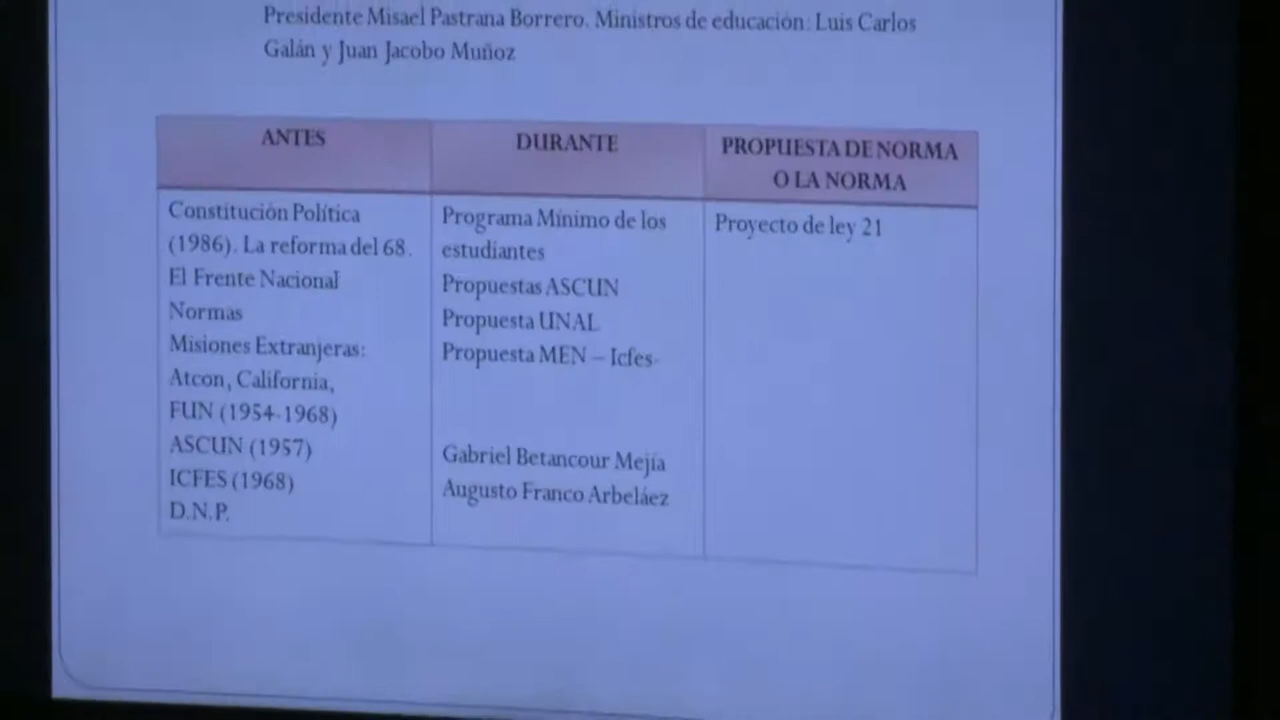 Presidente Misael Pastrana Borrero. Ministros de educación: Luis Carlos
Galán y Juan Jacobo Muñoz
ANTES
Constitución Política
(1986). La reforma del 68.
El Frente Nacional
Normas
Misiones Extranjeras:
Atcon, California,
FUN (1954-1968)
ASCUN (1957)
ICFES (1968)
D.N.P.
DURANTE
Programa Mínimo de los
estudiantes
Propuestas ASCUN
Propuesta UNAL
Propuesta MEN – Icfes-
Gabriel Betancour Mejía
Augusto Franco Arbeláez
PROPUESTA DE NORMA
O LA NORMA
Proyecto de ley 21